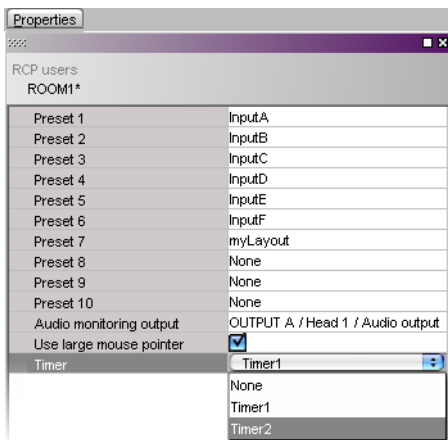 Properties
RCP users
ROOM1*
Preset 1 InputA
Preset 2 InputB
Preset 3 InputC
Preset 4 InputD
Preset 5 InputE
Preset 6 InputF
Preset 7 myLayout
Preset 8 None
Preset 9 None
Preset 10 None
Audio monitoring output OUTPUT A / Head 1 / Audio output
Use large mouse pointer
Timer Timer1
None
Timer1
Timer2